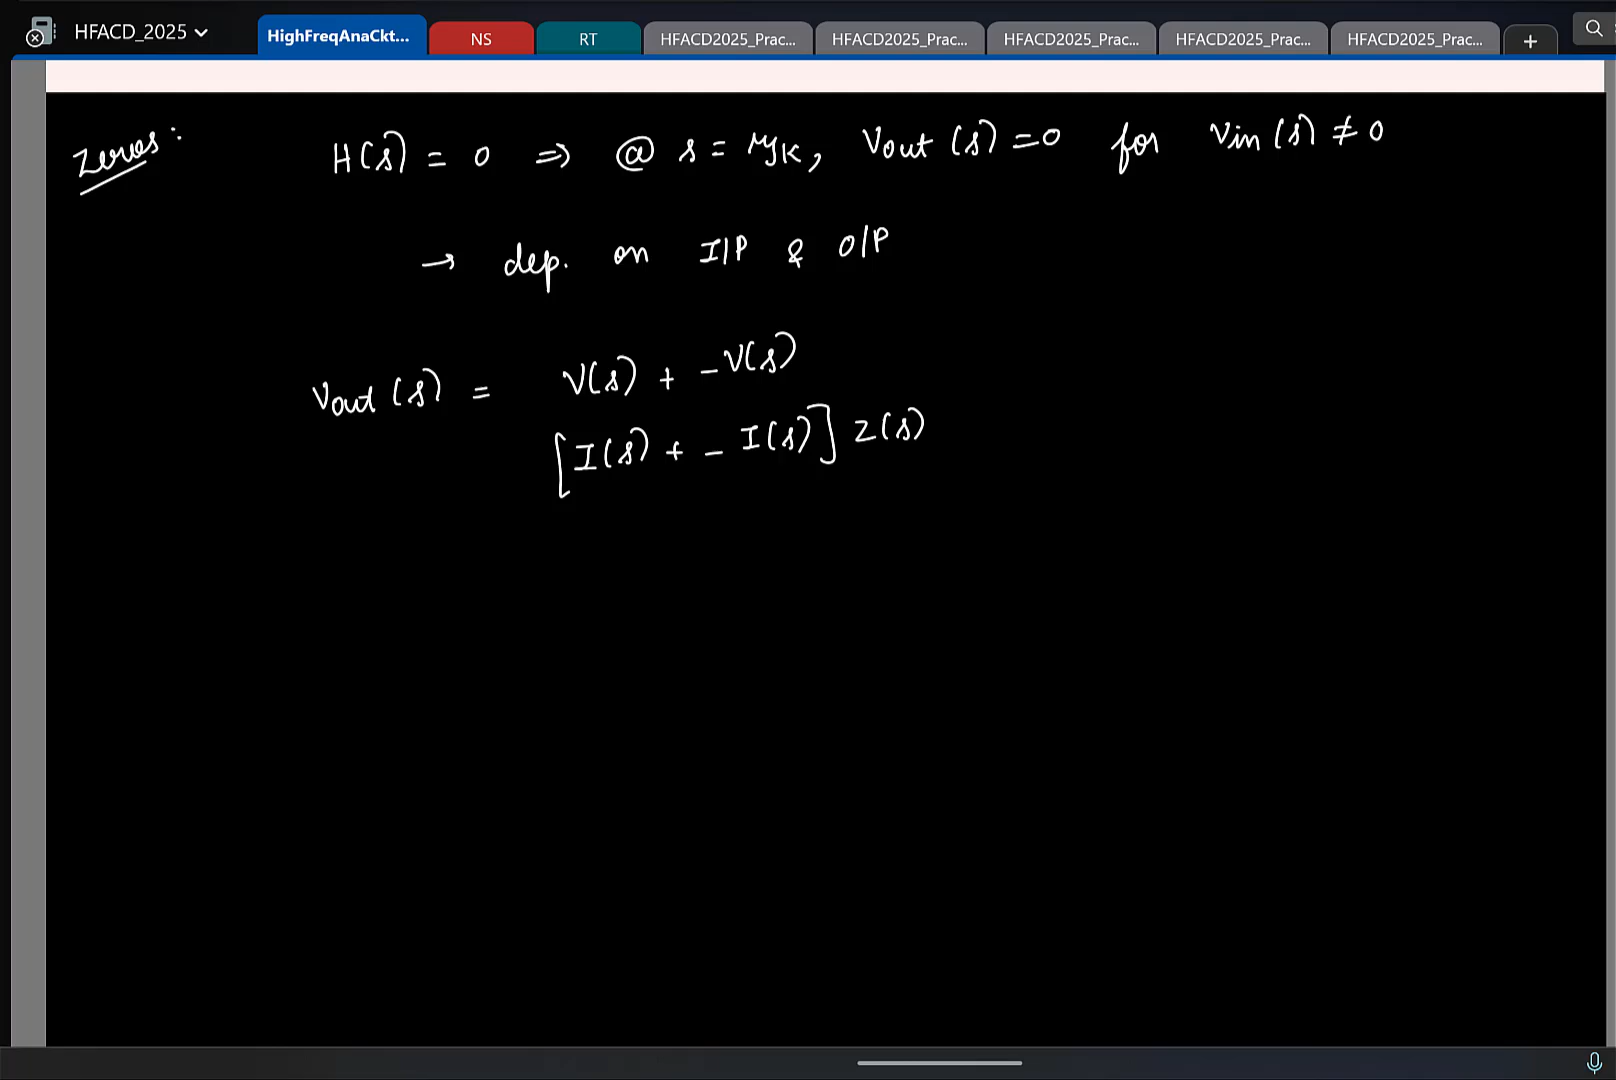 HFACD_2025
HighFreqAnaCkt... NS RT HFACD2025_Prac... HFACD2025_Prac... HFACD2025_Prac... HFACD2025_Prac... HFACD2025_Prac... +
Zeroes : H(s) = 0 ⇒ @ s = , Vout (s) = 0 for Vin (s) ≠ 0
→ dep. on I/P & O/P
Vout (s) = V(s) + -V(s)
[I(s) + - I(s)] Z(s)